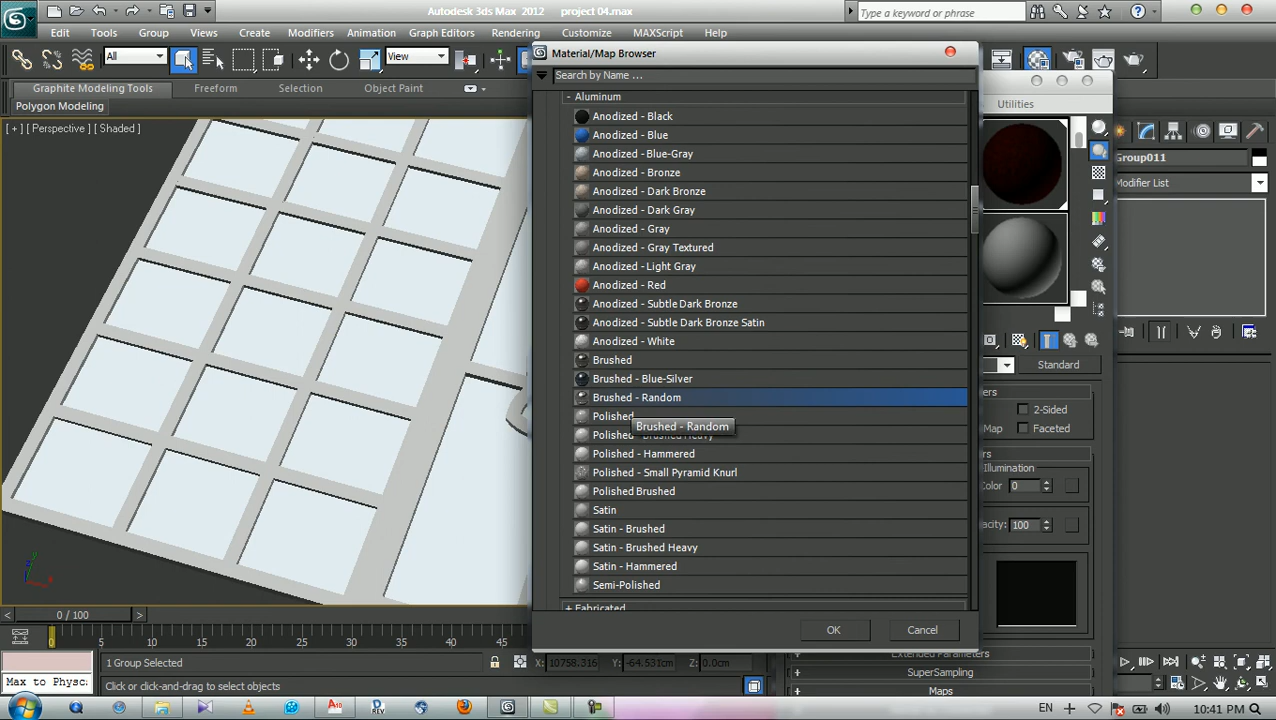 Autodesk 3ds Max 2012 project 04.max
Type a keyword or phrase
Edit Tools Group Views Create Modifiers Animation Graph Editors Rendering Customize MAXScript Help
All View
Material/Map Browser
Search by Name ...
Graphite Modeling Tools Freeform Selection Object Paint
Polygon Modeling
[ + ] [ Perspective ] [ Shaded ]
- Aluminum
Anodized - Black
Anodized - Blue
Anodized - Blue-Gray
Anodized - Bronze
Anodized - Dark Bronze
Anodized - Dark Gray
Anodized - Gray
Anodized - Gray Textured
Anodized - Light Gray
Anodized - Red
Anodized - Subtle Dark Bronze
Anodized - Subtle Dark Bronze Satin
Anodized - White
Brushed
Brushed - Blue-Silver
Brushed - Random
Polished
Brushed - Random
Polished - Brushed Heavy
Polished - Hammered
Polished - Small Pyramid Knurl
Polished Brushed
Satin
Satin - Brushed
Satin - Brushed Heavy
Satin - Hammered
Semi-Polished
+ Fabricated
OK Cancel
Utilities
Group011
Modifier List
Standard
2-Sided
Map Faceted
Illumination
Color 0
100
Extended Parameters
SuperSampling
Maps
0 / 100
0 5 10 15 20 25 30 35 40 45
1 Group Selected X: 10758.316 Y: -64.531cm Z: 0.0cm
Max to Physc Click or click-and-drag to select objects
EN 10:41 PM